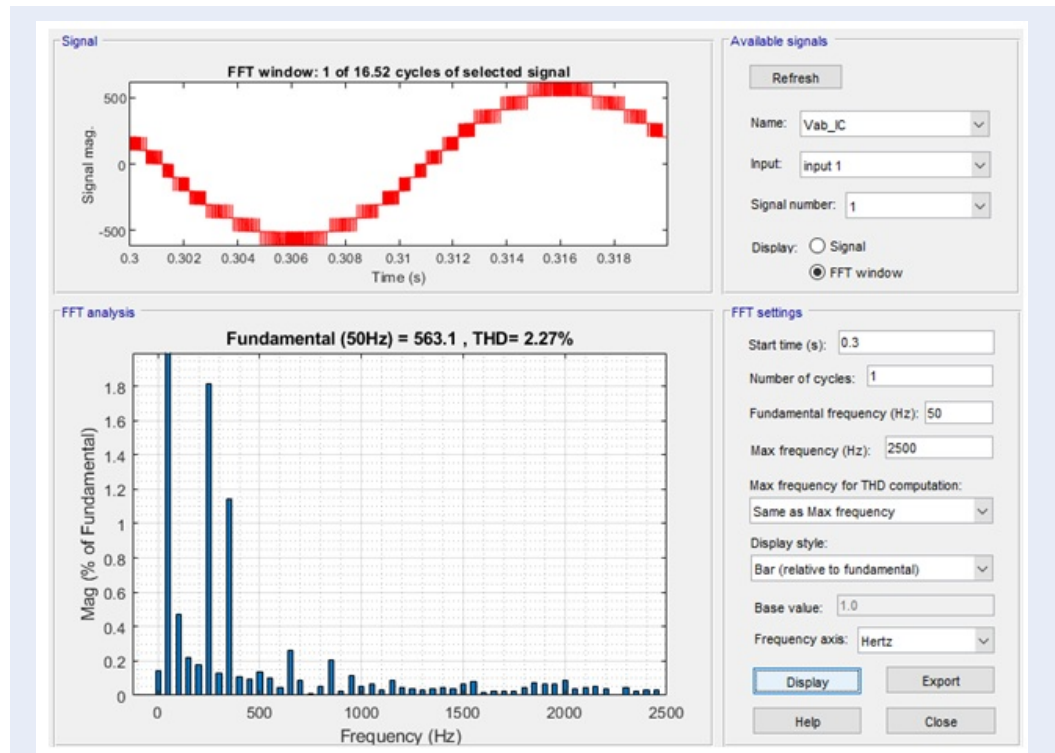 Signal
FFT window: 1 of 16.52 cycles of selected signal
Signal mag.
500
0
-500
0.3 0.302 0.304 0.306 0.308 0.31 0.312 0.314 0.316 0.318
Time (s)
Available signals
Refresh
Name: Vab_IC
Input: input 1
Signal number: 1
Display: Signal
FFT window
FFT analysis
Fundamental (50Hz) = 563.1 , THD= 2.27%
Mag (% of Fundamental)
1.8
1.6
1.4
1.2
1
0.8
0.6
0.4
0.2
0
0 500 1000 1500 2000 2500
Frequency (Hz)
FFT settings
Start time (s): 0.3
Number of cycles: 1
Fundamental frequency (Hz): 50
Max frequency (Hz): 2500
Max frequency for THD computation:
Same as Max frequency
Display style:
Bar (relative to fundamental)
Base value: 1.0
Frequency axis: Hertz
Display Export
Help Close